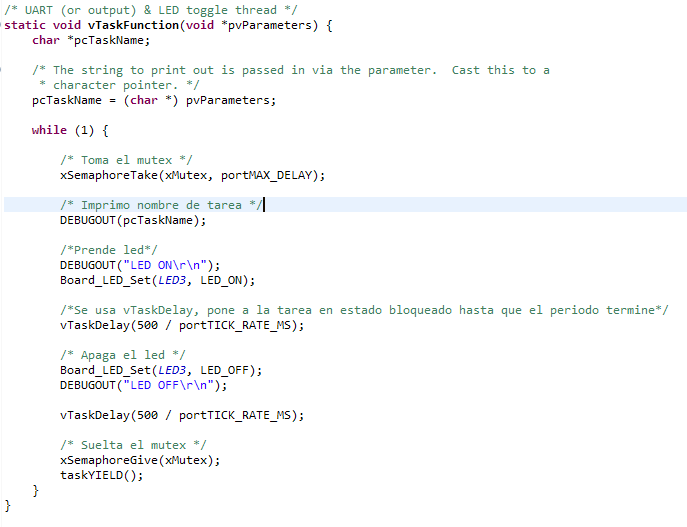 /* UART (or output) & LED toggle thread */
static void vTaskFunction(void *pvParameters) {
    char *pcTaskName;

    /* The string to print out is passed in via the parameter.  Cast this to a
     * character pointer. */
    pcTaskName = (char *) pvParameters;

    while (1) {

        /* Toma el mutex */
        xSemaphoreTake(xMutex, portMAX_DELAY);

        /* Imprimo nombre de tarea */
        DEBUGOUT(pcTaskName);

        /*Prende led*/
        DEBUGOUT("LED ON\r\n");
        Board_LED_Set(LED3, LED_ON);

        /*Se usa vTaskDelay, pone a la tarea en estado bloqueado hasta que el periodo termine*/
        vTaskDelay(500 / portTICK_RATE_MS);

        /* Apaga el led */
        Board_LED_Set(LED3, LED_OFF);
        DEBUGOUT("LED OFF\r\n");

        vTaskDelay(500 / portTICK_RATE_MS);

        /* Suelta el mutex */
        xSemaphoreGive(xMutex);
        taskYIELD();
    }
}